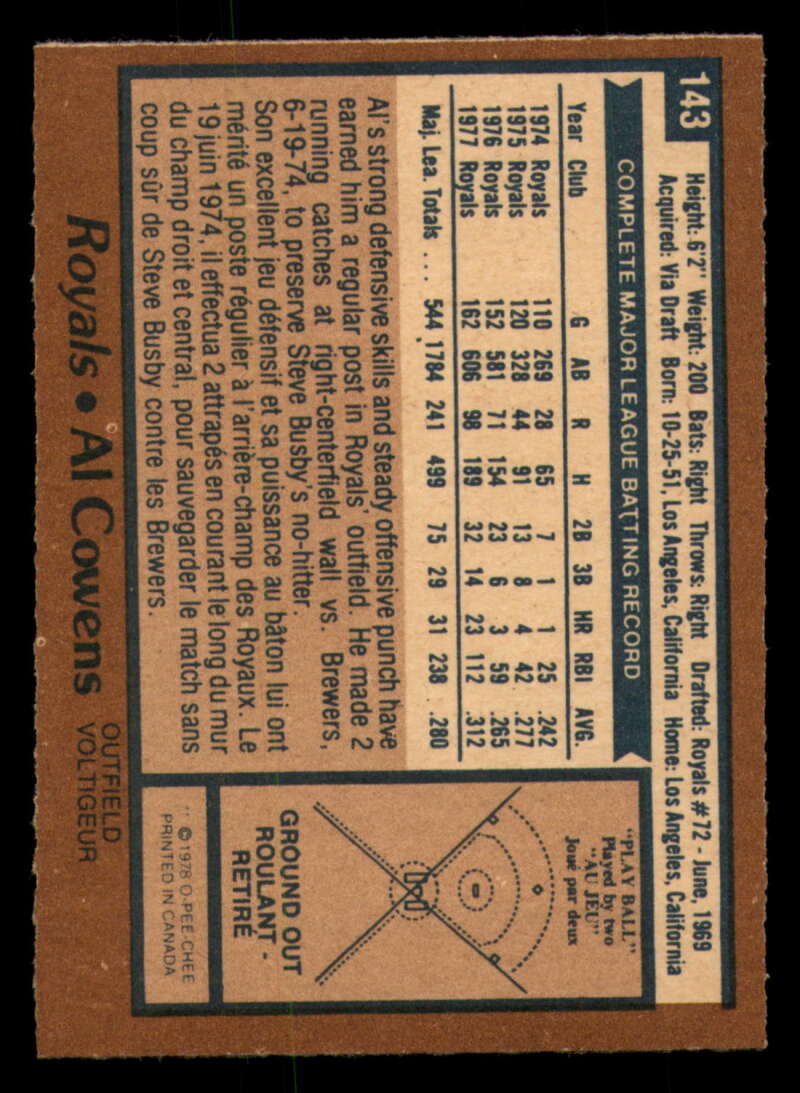 143
Height: 6'2" Weight: 200 Bats: Right Throws: Right Drafted: Royals #72 - June, 1969
Acquired: Via Draft Born: 10-25-51, Los Angeles, California Home: Los Angeles, California
COMPLETE MAJOR LEAGUE BATTING RECORD
Year Club G AB R H 2B 3B HR RBI AVG.
1974 Royals 110 269 28 65 7 1 1 25 .242
1975 Royals 120 328 44 91 13 8 4 42 .277
1976 Royals 152 581 71 154 23 6 3 59 .265
1977 Royals 162 606 98 189 32 14 23 112 .312
Maj. Lea. Totals ... 544 1784 241 499 75 29 31 238 .280
Al's strong defensive skills and steady offensive punch have
earned him a regular post in Royals' outfield. He made 2
running catches at right-centerfield wall vs. Brewers,
6-19-74, to preserve Steve Busby's no-hitter.
Son excellent jeu défensif et sa puissance au bâton lui ont
mérité un poste régulier à l'arrière-champ des Royaux. Le
19 juin 1974, il effectua 2 attrapés en courant le long du mur
du champ droit et central, pour sauvegarder le match sans
coup sûr de Steve Busby contre les Brewers.
"PLAY BALL"
Played by two
"AU JEU"
Joué par deux
GROUND OUT
ROULANT -
RETIRÉ
©1978 O-PEE-CHEE
PRINTED IN CANADA
Royals • Al Cowens
OUTFIELD
VOLTIGEUR